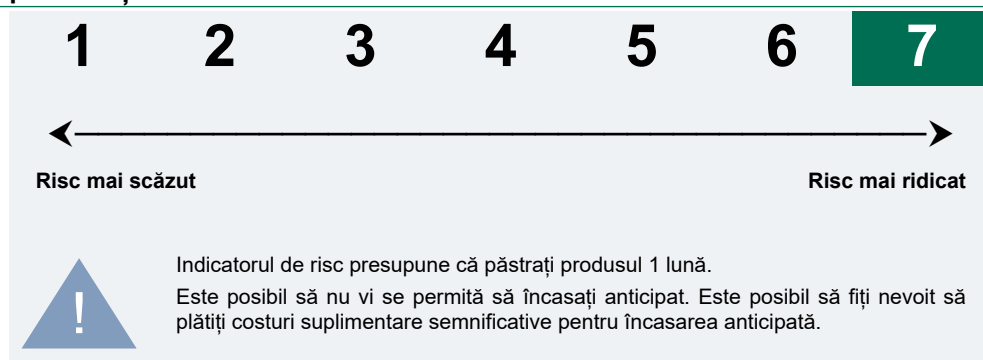 1 2 3 4 5 6 7
Risc mai scăzut Risc mai ridicat
Indicatorul de risc presupune că păstrați produsul 1 lună.
! Este posibil să nu vi se permită să încasați anticipat. Este posibil să fiți nevoit să
plătiți costuri suplimentare semnificative pentru încasarea anticipată.